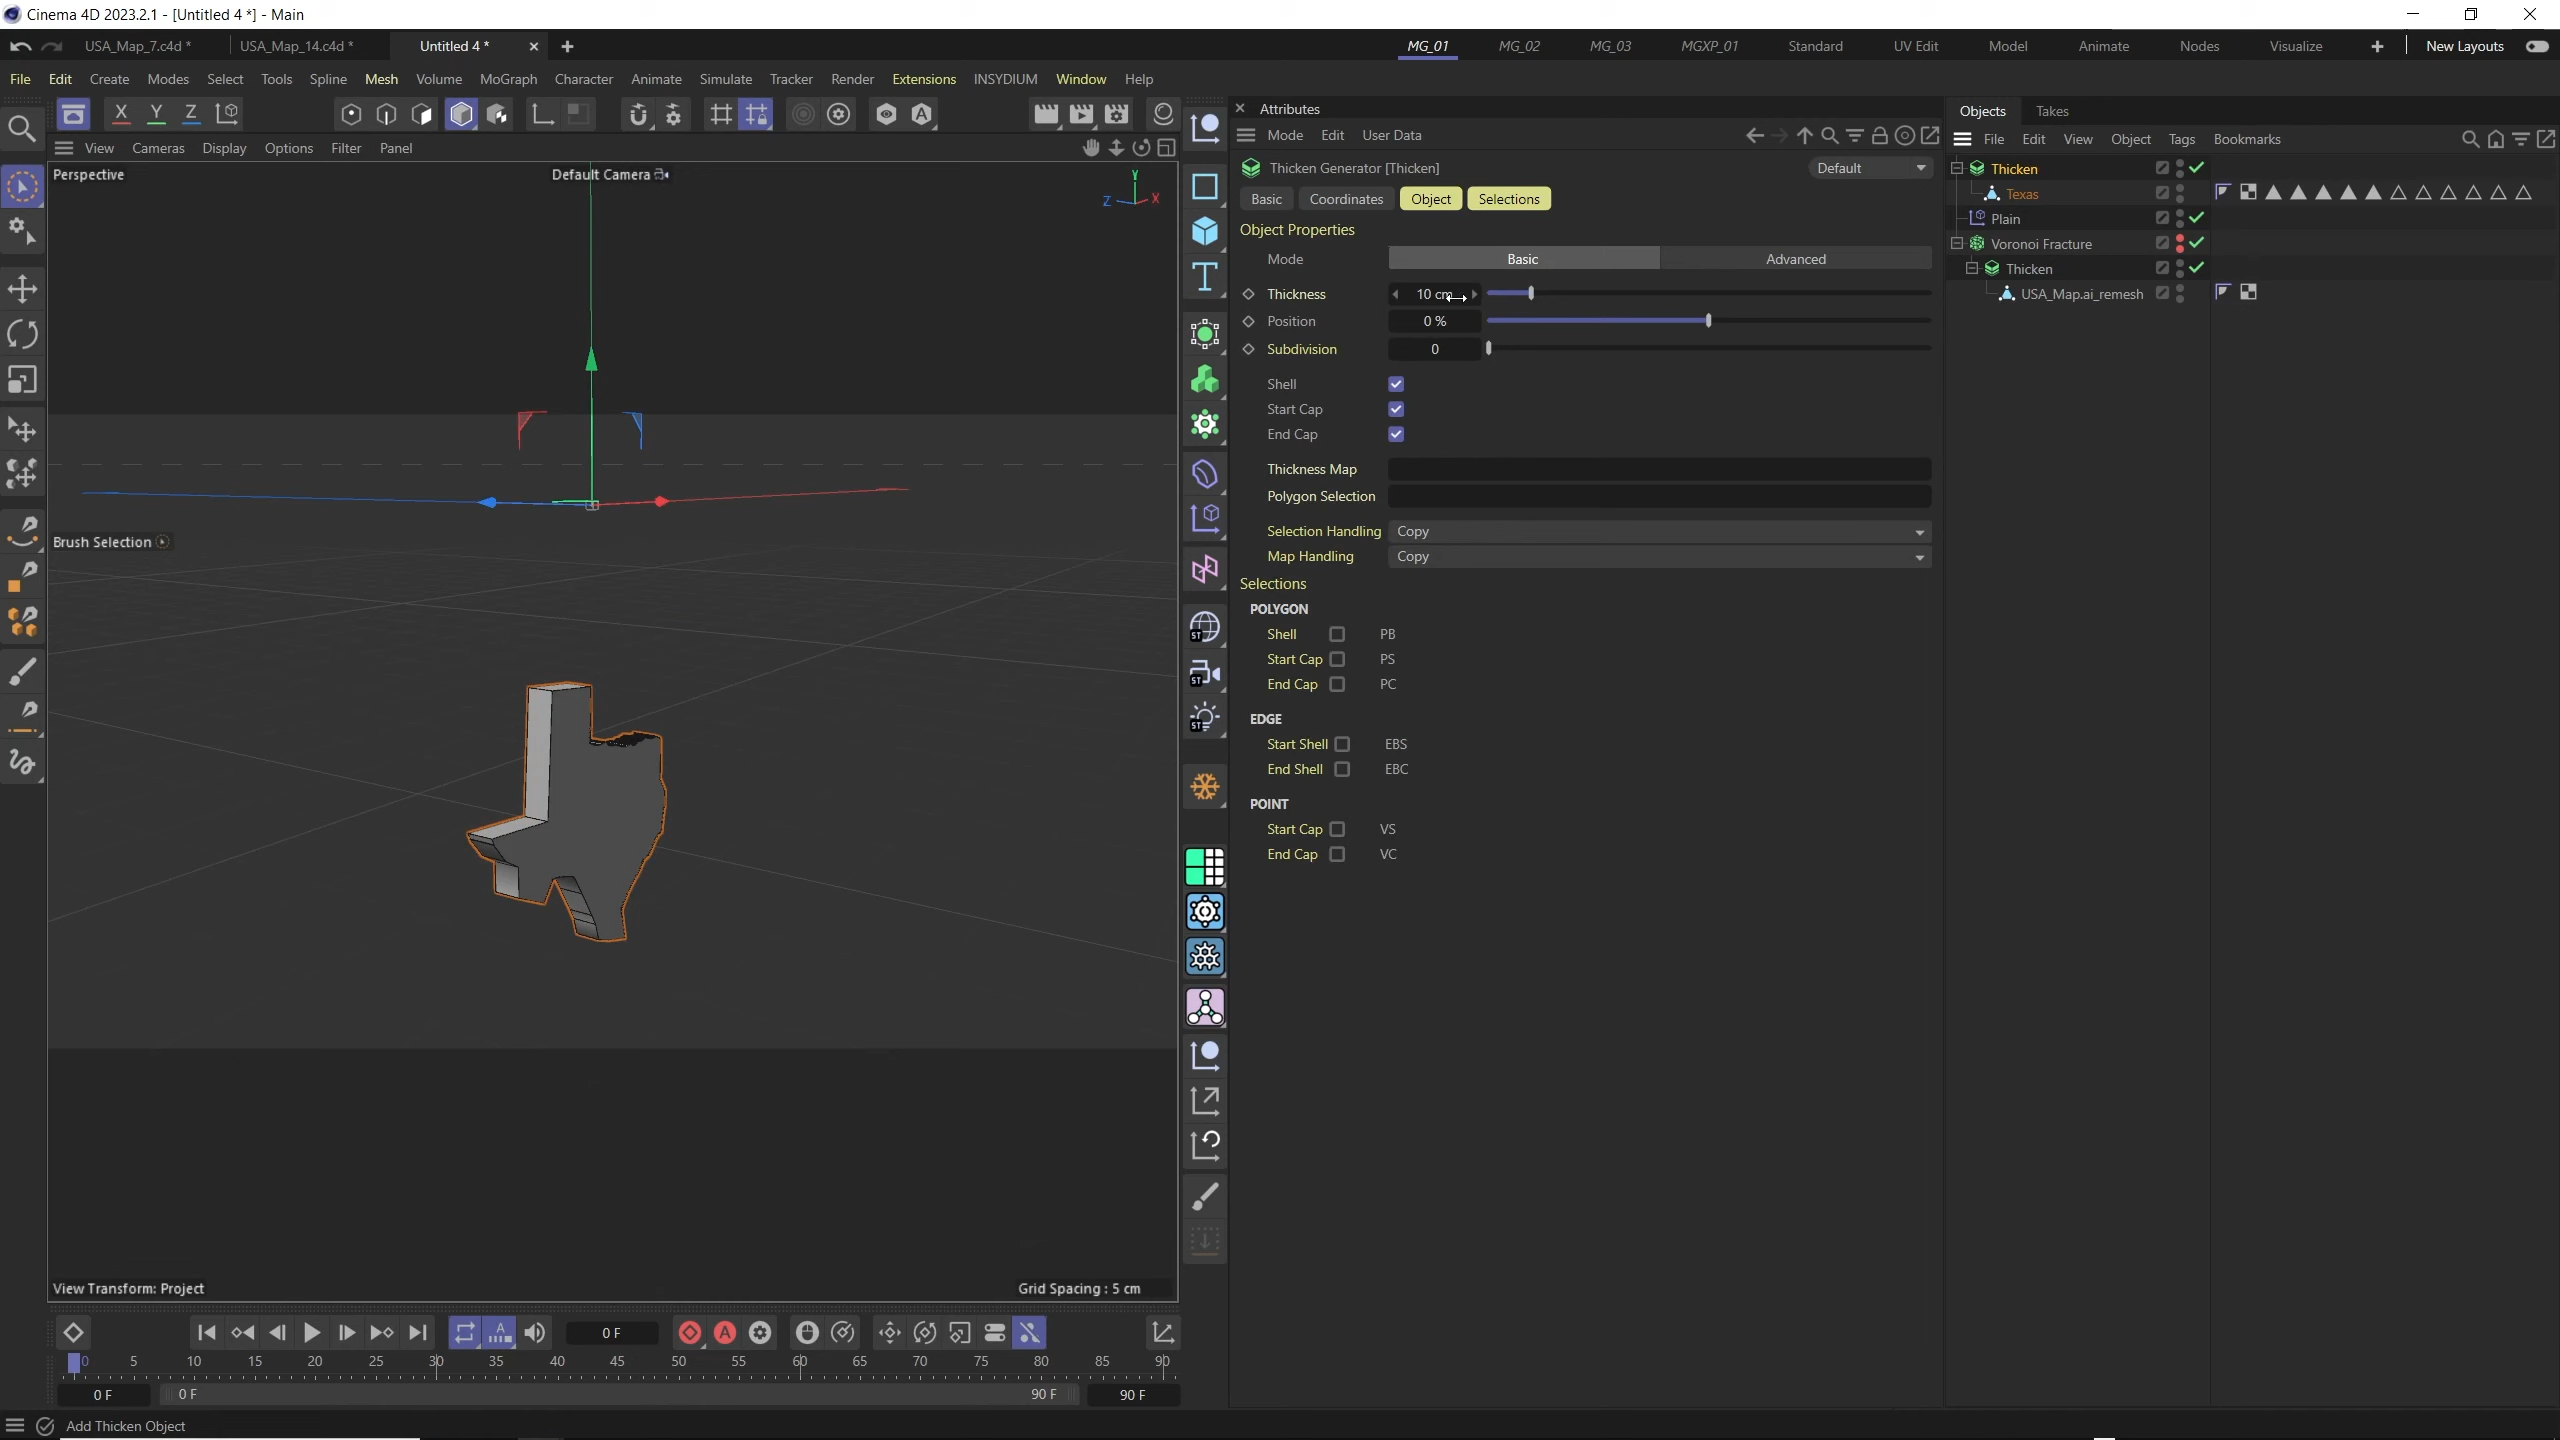 Cinema 4D 2023.2.1 - [Untitled 4 *] - Main
USA_Map_7.c4d *
USA_Map_14.c4d *
Untitled 4 *
MG_01
MG_02
MG_03
MGXP_01
Standard
UV Edit
Model
Animate
Nodes
Visualize
New Layouts
File Edit Create Modes Select Tools Spline Mesh Volume MoGraph Character Animate Simulate Tracker Render Extensions INSYDIUM Window Help
X Y Z
View Cameras Display Options Filter Panel
Perspective
Default Camera
Y
Z
X
Brush Selection
View Transform: Project
Grid Spacing : 5 cm
Attributes
Mode Edit User Data
Thicken Generator [Thicken]
Default
Basic Coordinates Object Selections
Object Properties
Mode Basic Advanced
Thickness 10 cm
Position 0 %
Subdivision 0
Shell
Start Cap
End Cap
Thickness Map
Polygon Selection
Selection Handling Copy
Map Handling Copy
Selections
POLYGON
Shell PB
Start Cap PS
End Cap PC
EDGE
Start Shell EBS
End Shell EBC
POINT
Start Cap VS
End Cap VC
Objects Takes
File Edit View Object Tags Bookmarks
Thicken
Texas
Plain
Voronoi Fracture
Thicken
USA_Map.ai_remesh
ST
ST
ST
0 F
0 5 10 15 20 25 30 35 40 45 50 55 60 65 70 75 80 85 90
0 F
0 F
90 F
90 F
Add Thicken Object